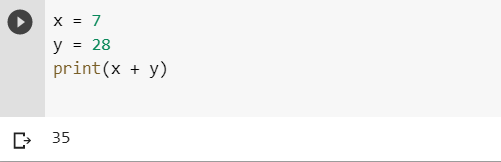 x = 7
y = 28
print(x + y)
35